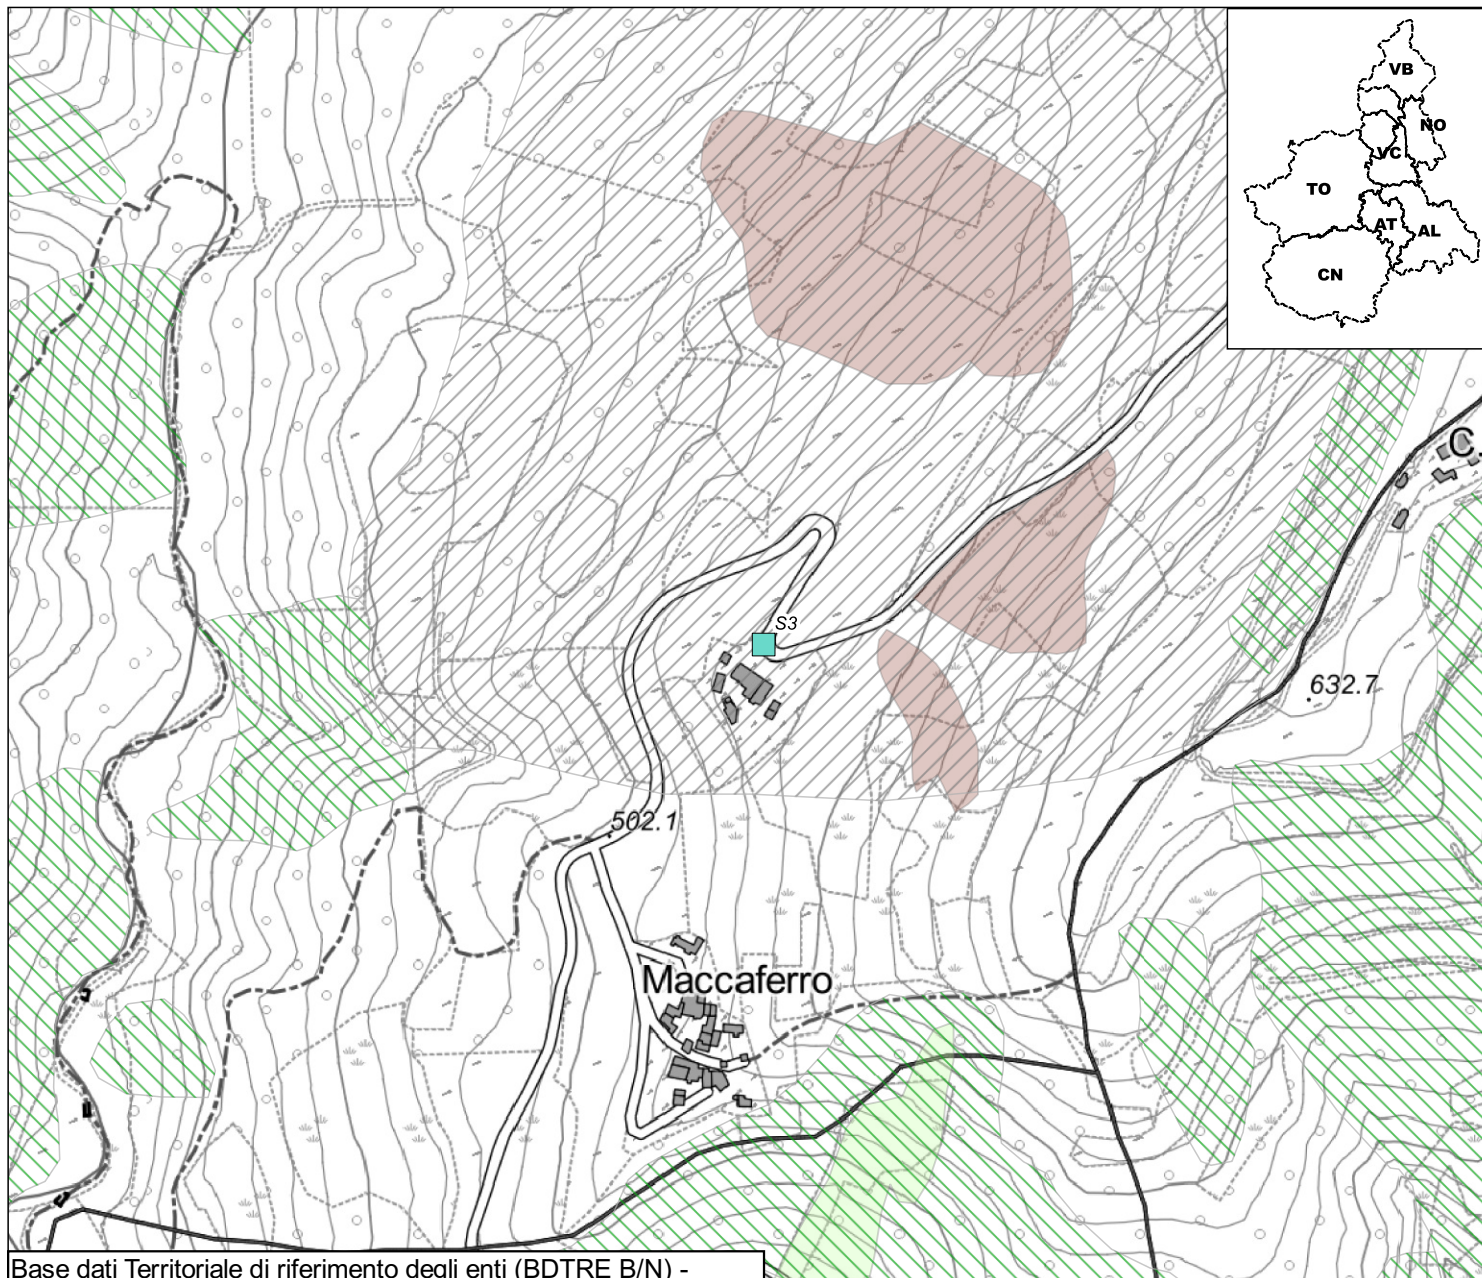 VB
NO
VC
TO
AT
AL
CN
C.
S3
632.7
502.1
Maccaferro
Base dati Territoriale di riferimento degli enti (BDTRE B/N) -